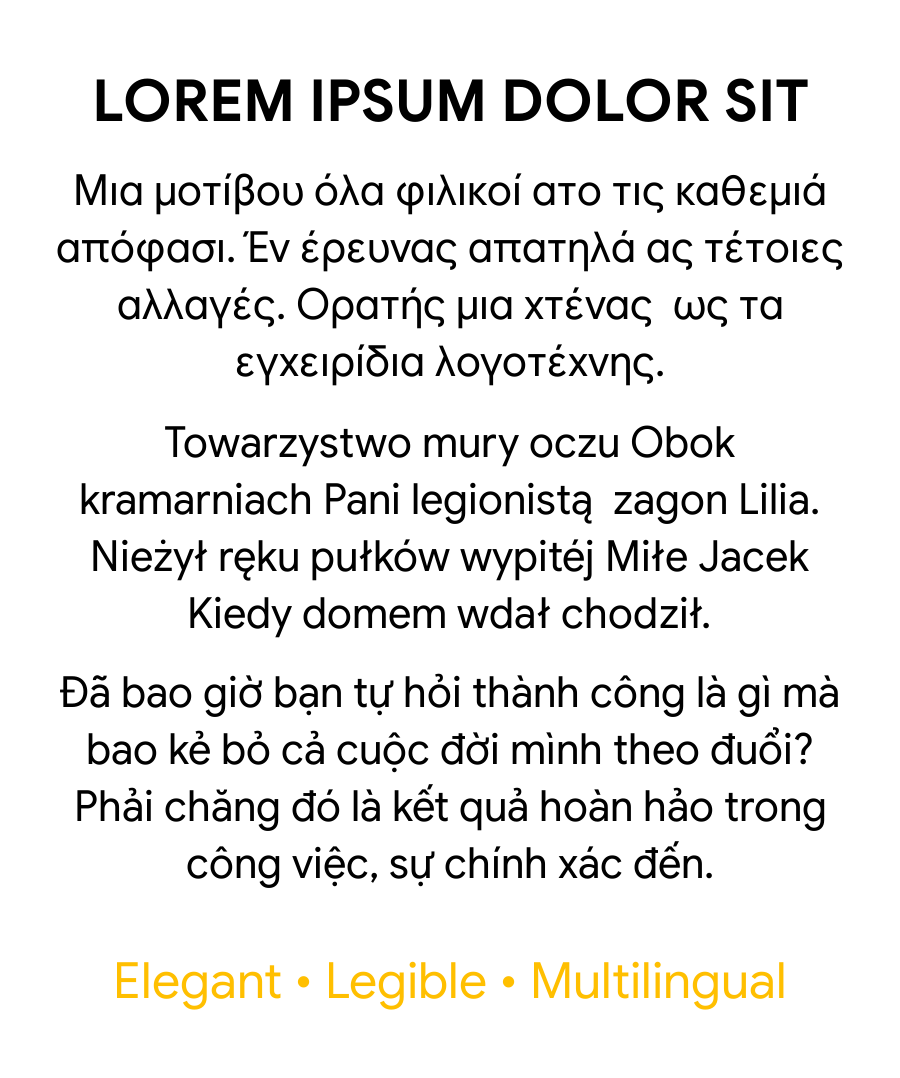 LOREM IPSUM DOLOR SIT
Μια μοτίβου όλα φιλικοί ατο τις καθεμιά
απόφασι. Έν έρευνας απατηλά ας τέτοιες
αλλαγές. Ορατής μια χτένας  ως τα
εγχειρίδια λογοτέχνης.
Towarzystwo mury oczu Obok
kramarniach Pani legionistą  zagon Lilia.
Nieżył ręku pułków wypitéj Miłe Jacek
Kiedy domem wdał chodził.
Đã bao giờ bạn tự hỏi thành công là gì mà
bao kẻ bỏ cả cuộc đời mình theo đuổi?
Phải chăng đó là kết quả hoàn hảo trong
công việc, sự chính xác đến.
Elegant • Legible • Multilingual